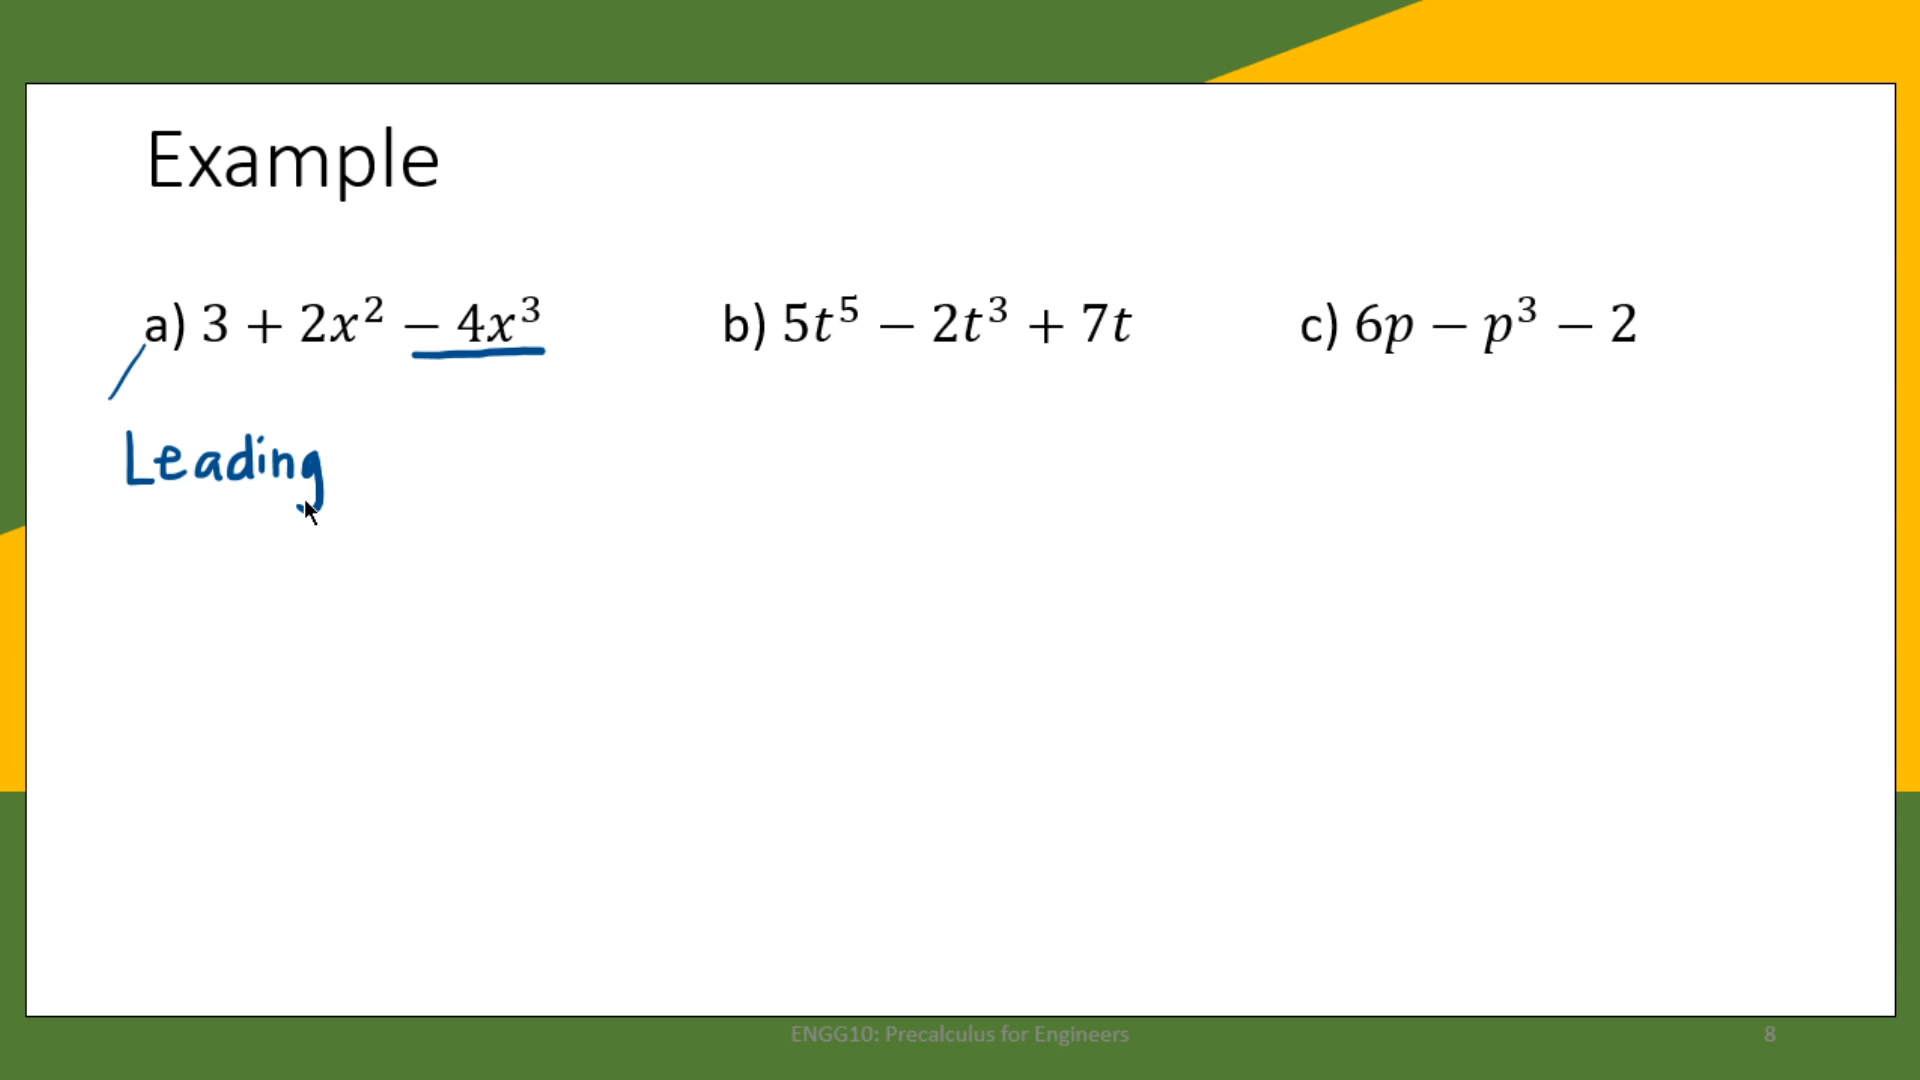 Example
a) 3 + 2x² − 4x³
b) 5t⁵ − 2t³ + 7t
c) 6p − p³ − 2
Leading
ENGG10: Precalculus for Engineers
8